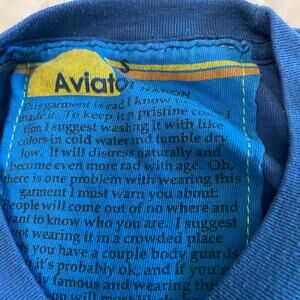 Aviato
NATION
This garment is rad I know
made it. To keep it pristine
I suggest washing it with like
colors in cold water and tumble dry
low. It will distress naturally and
become even more rad with age. Oh,
there is one problem with wearing this
garment I must warn you about:
People will come out of no where and
want to know who you are. I suggest
not wearing it in a crowded place
you have a couple body guards
it's probably ok, and if you're
famous and wearing this